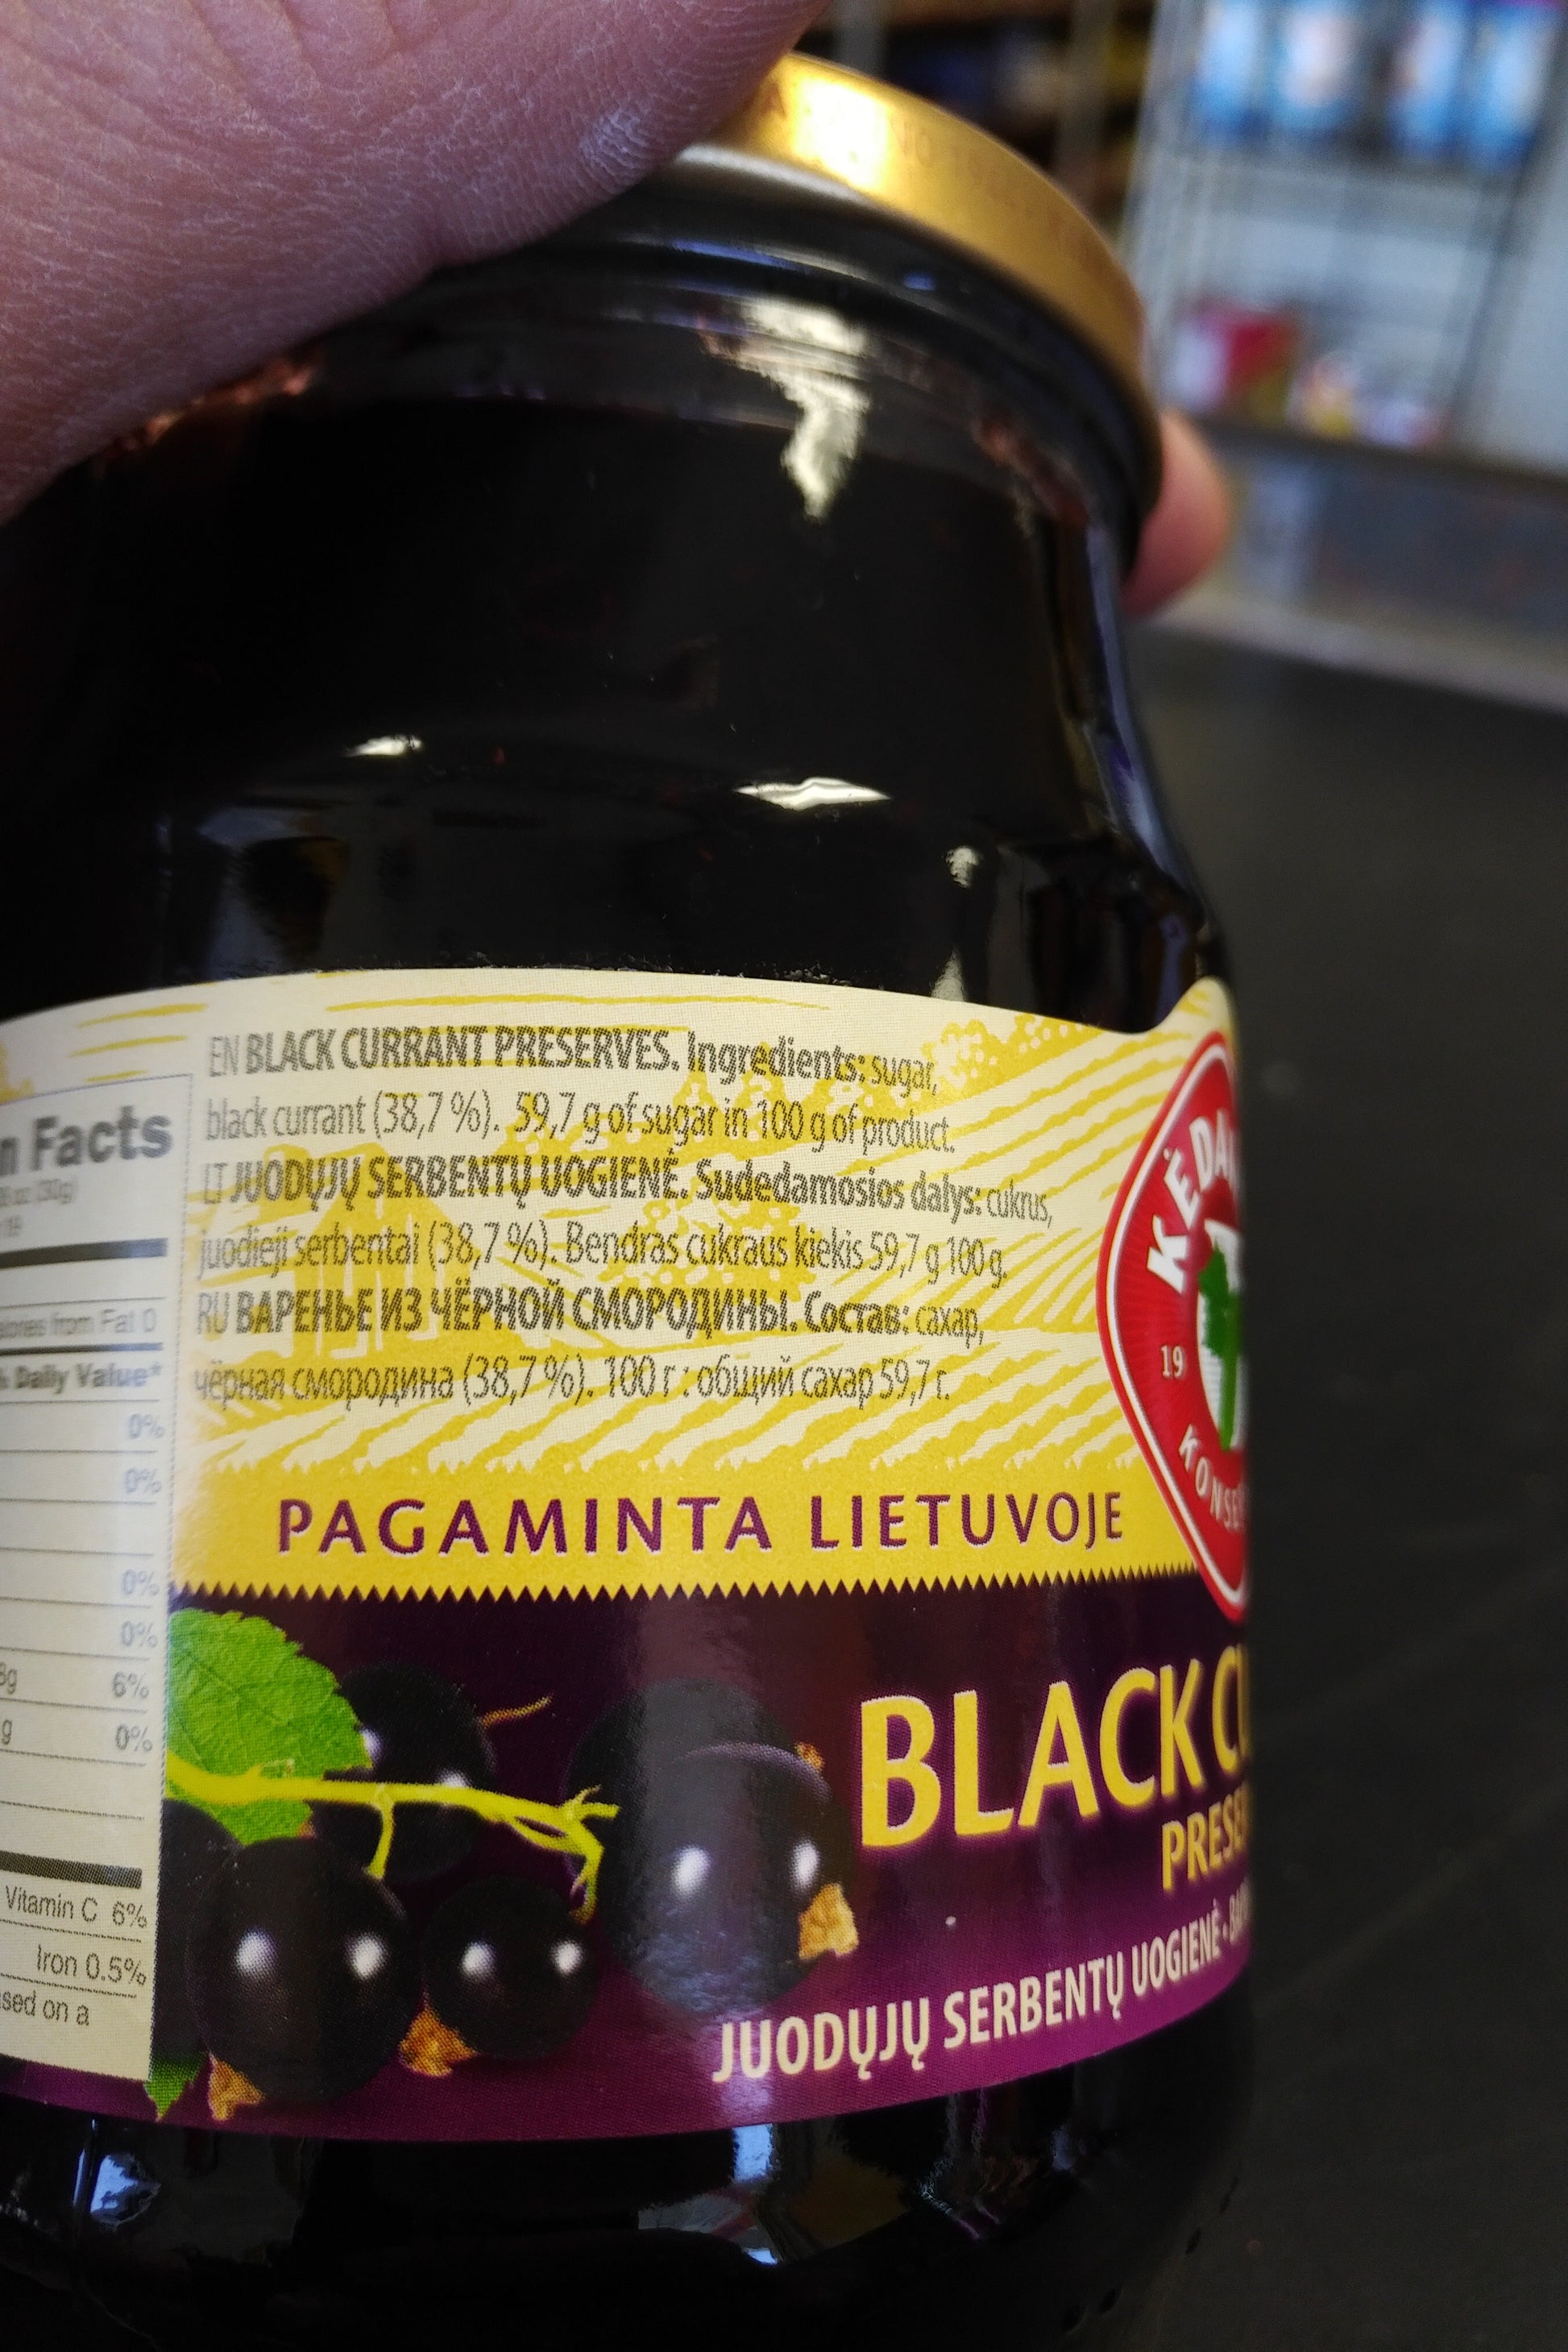 EN BLACK CURRANT PRESERVES. Ingredients: sugar,
black currant (38,7 %). 59,7 g of sugar in 100 g of product.
LT JUODŲJŲ SERBENTŲ UOGIENĖ. Sudedamosios dalys: cukrus,
juodieji serbentai (38,7 %). Bendras cukraus kiekis 59,7 g 100 g.
RU ВАРЕНЬЕ ИЗ ЧЁРНОЙ СМОРОДИНЫ. Состав: сахар,
чёрная смородина (38,7 %). 100 г : общий сахар 59,7 г.
PAGAMINTA LIETUVOJE
Facts
(30g)
from Fat 0
% Daily Value*
0%
0%
0%
0%
6%
g 0%
Vitamin C 6%
Iron 0.5%
on a
19
BLACK
JUODŲJŲ SERBENTŲ UOGIENĖ